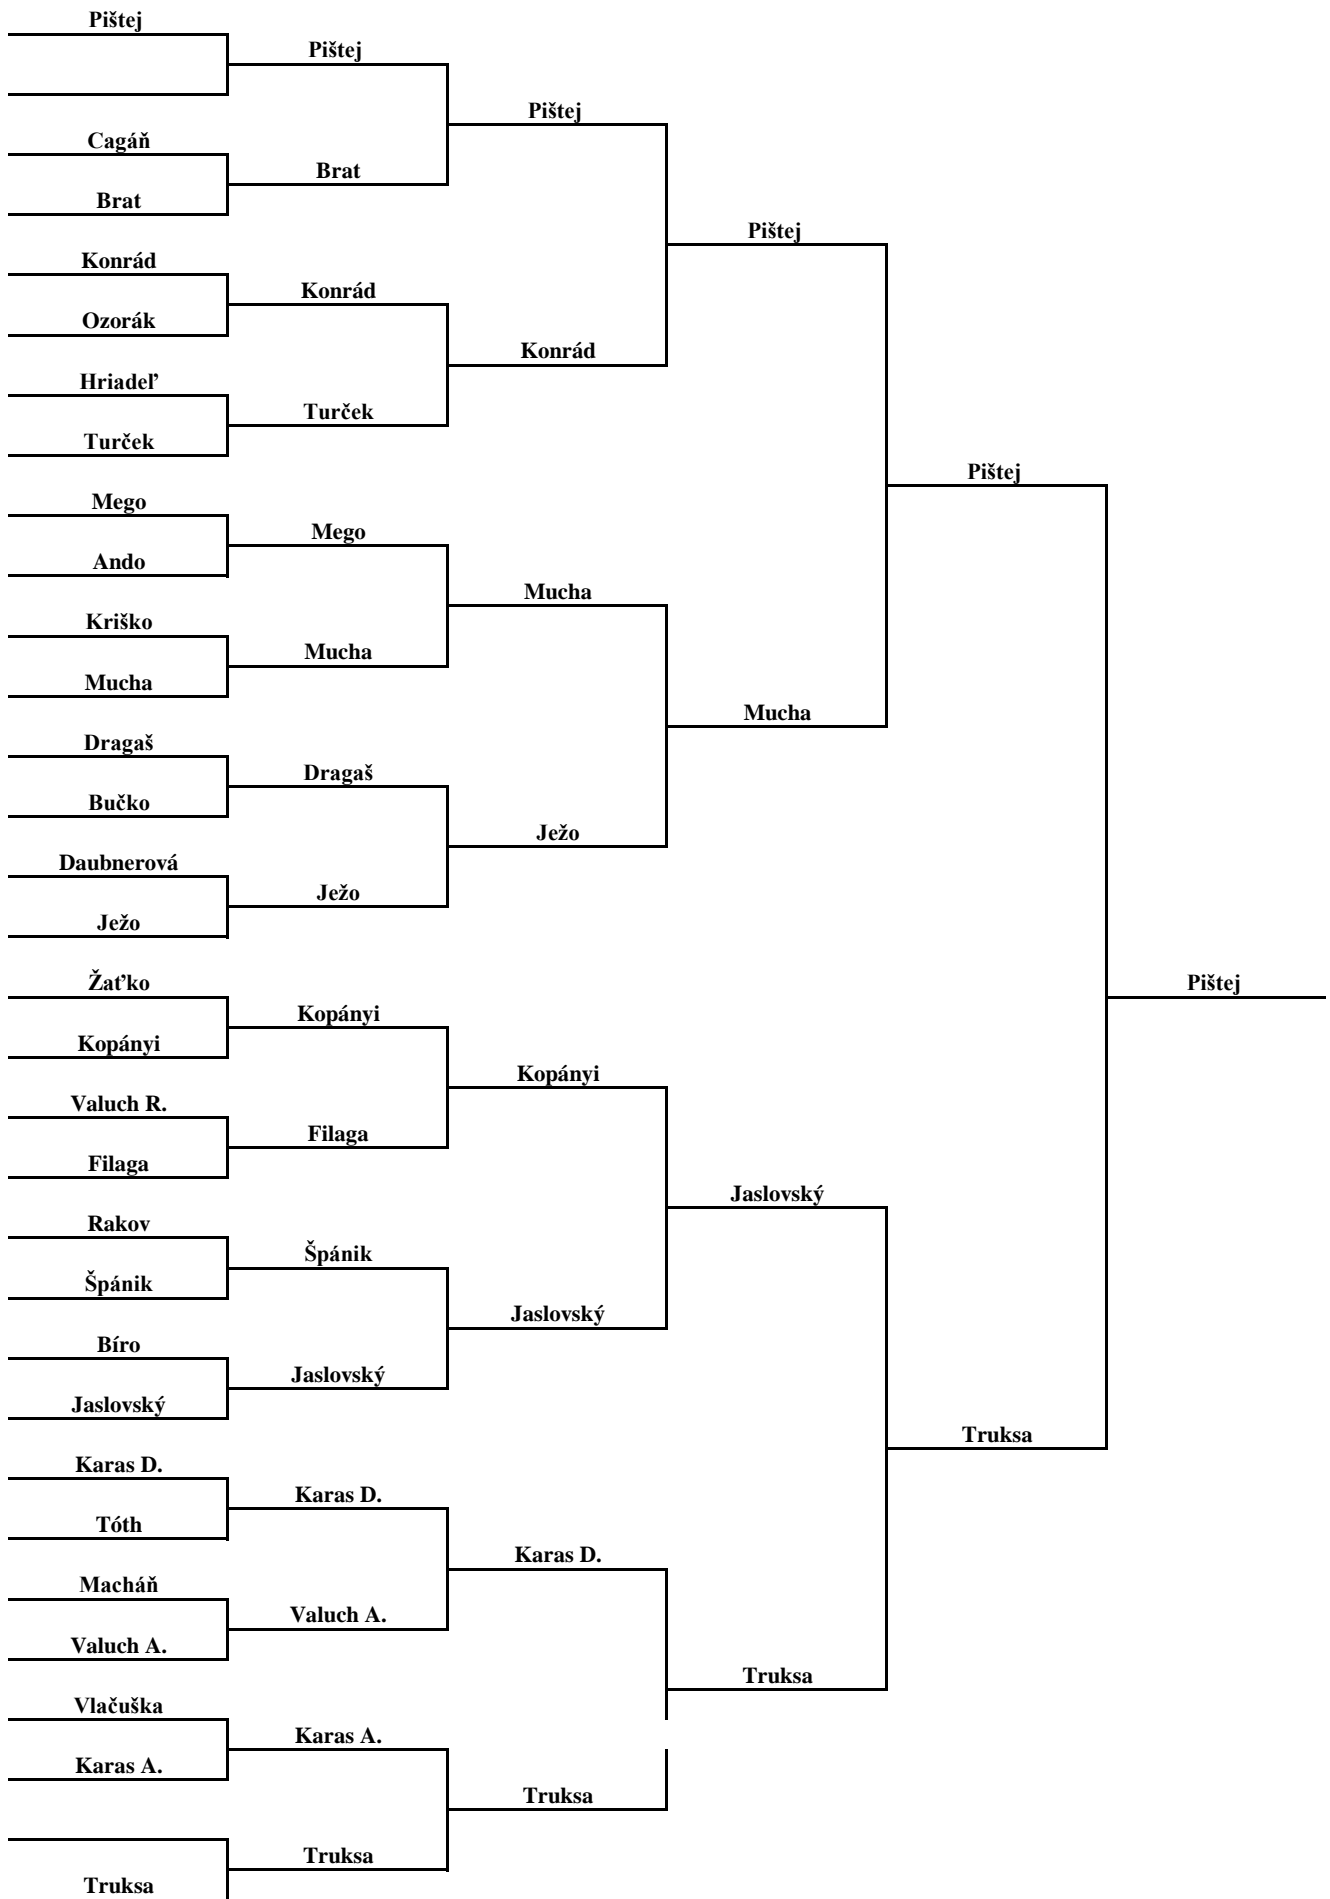 Pištej
Pištej
Pištej
Cagáň
Brat
Brat
Pištej
Konrád
Konrád
Ozorák
Konrád
Hriadeľ
Turček
Turček
Pištej
Mego
Mego
Ando
Mucha
Kriško
Mucha
Mucha
Mucha
Dragaš
Dragaš
Bučko
Ježo
Daubnerová
Ježo
Ježo
Žaťko
Pištej
Kopányi
Kopányi
Kopányi
Valuch R.
Filaga
Filaga
Jaslovský
Rakov
Špánik
Špánik
Jaslovský
Bíro
Jaslovský
Jaslovský
Truksa
Karas D.
Karas D.
Tóth
Karas D.
Macháň
Valuch A.
Valuch A.
Truksa
Vlačuška
Karas A.
Karas A.
Truksa
Truksa
Truksa